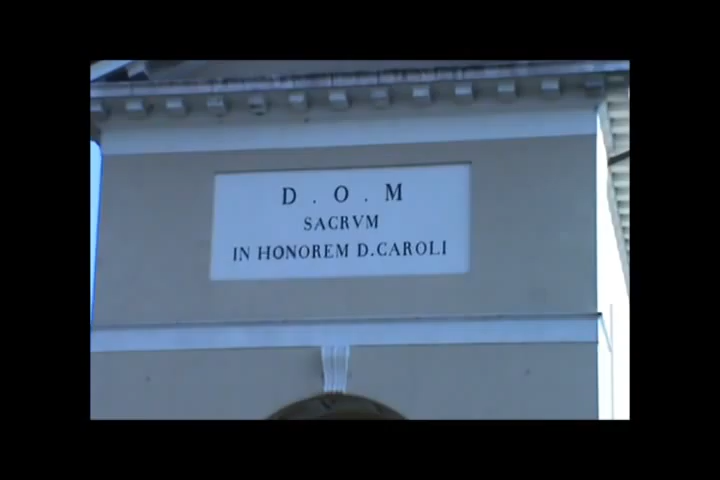 D . O . M
SACRVM
IN HONOREM D.CAROLI